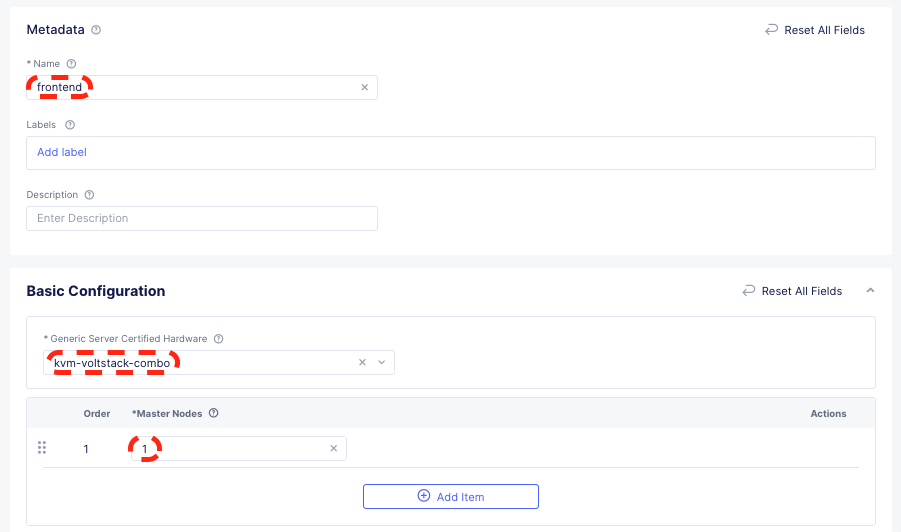 Metadata
Reset All Fields
* Name
frontend
Labels
Add label
Description
Enter Description
Basic Configuration
Reset All Fields
* Generic Server Certified Hardware
kvm-voltstack-combo
Order *Master Nodes Actions
1 1
Add Item